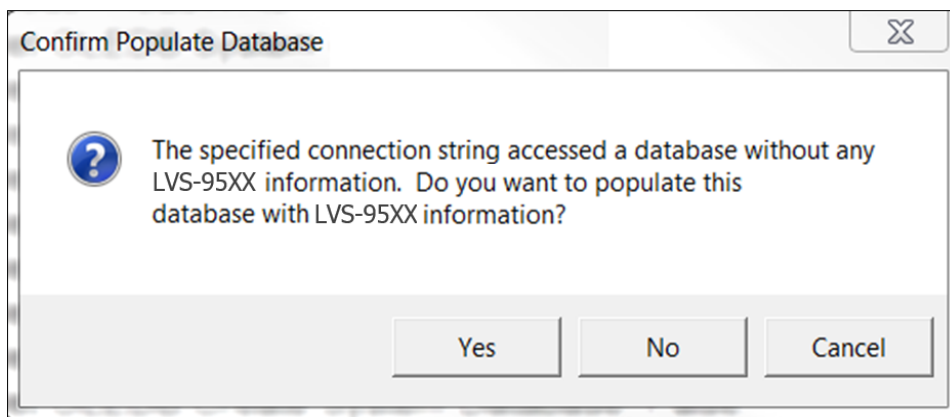 Confirm Populate Database
The specified connection string accessed a database without any
LVS-95XX information. Do you want to populate this
database with LVS-95XX information?
Yes No Cancel